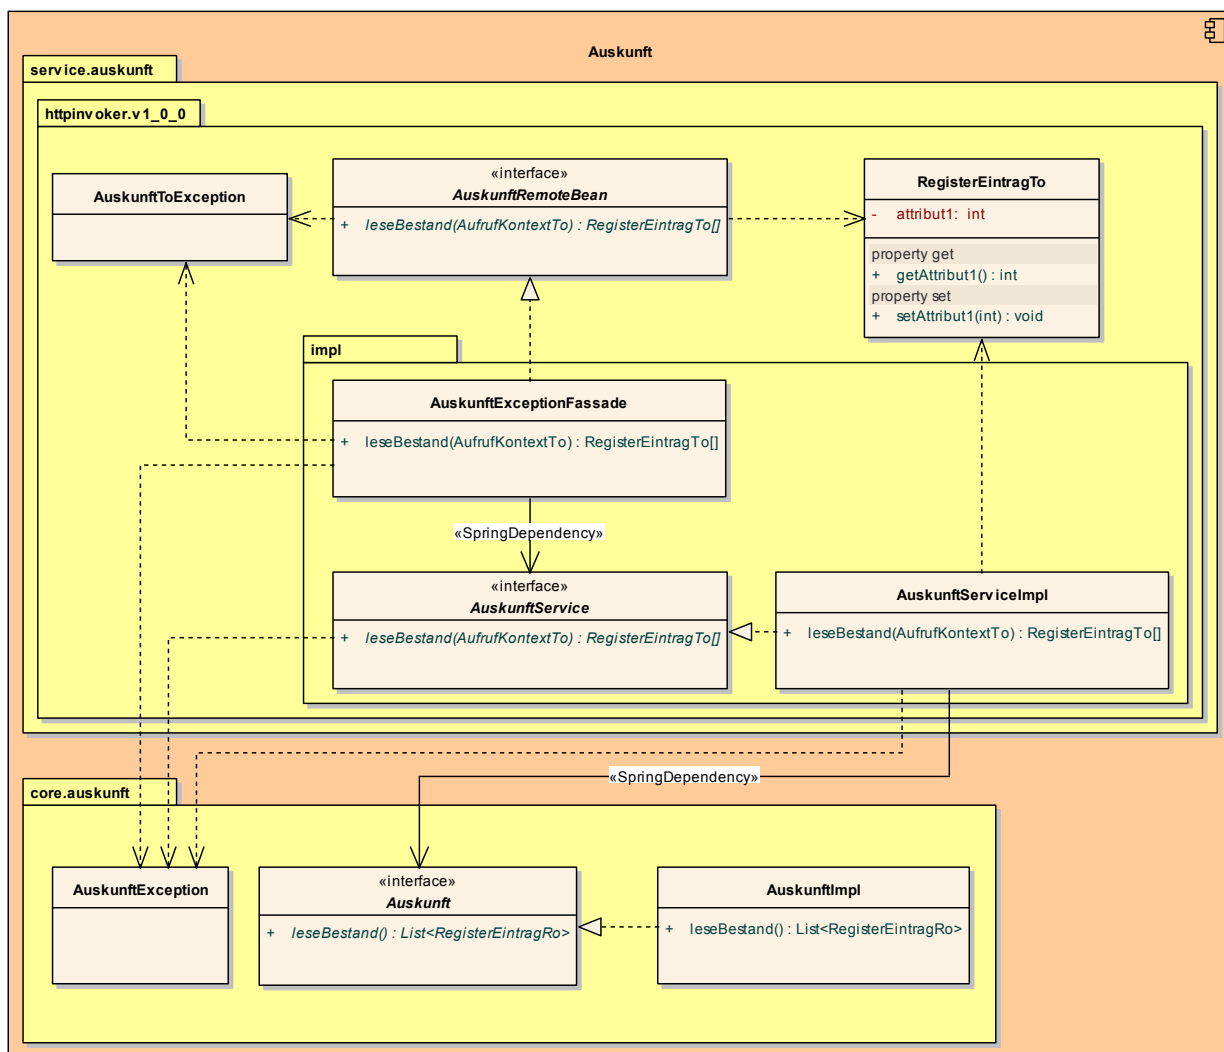 Auskunft
service.auskunft
httpinvoker.v1_0_0
AuskunftToException
«interface»
AuskunftRemoteBean
+ leseBestand(AufrufKontextTo) : RegisterEintragTo[]
RegisterEintragTo
- attribut1: int
property get
+ getAttribut1() : int
property set
+ setAttribut1(int) : void
impl
AuskunftExceptionFassade
+ leseBestand(AufrufKontextTo) : RegisterEintragTo[]
«SpringDependency»
«interface»
AuskunftService
+ leseBestand(AufrufKontextTo) : RegisterEintragTo[]
AuskunftServiceImpl
+ leseBestand(AufrufKontextTo) : RegisterEintragTo[]
«SpringDependency»
core.auskunft
AuskunftException
«interface»
Auskunft
+ leseBestand() : List<RegisterEintragRo>
AuskunftImpl
+ leseBestand() : List<RegisterEintragRo>